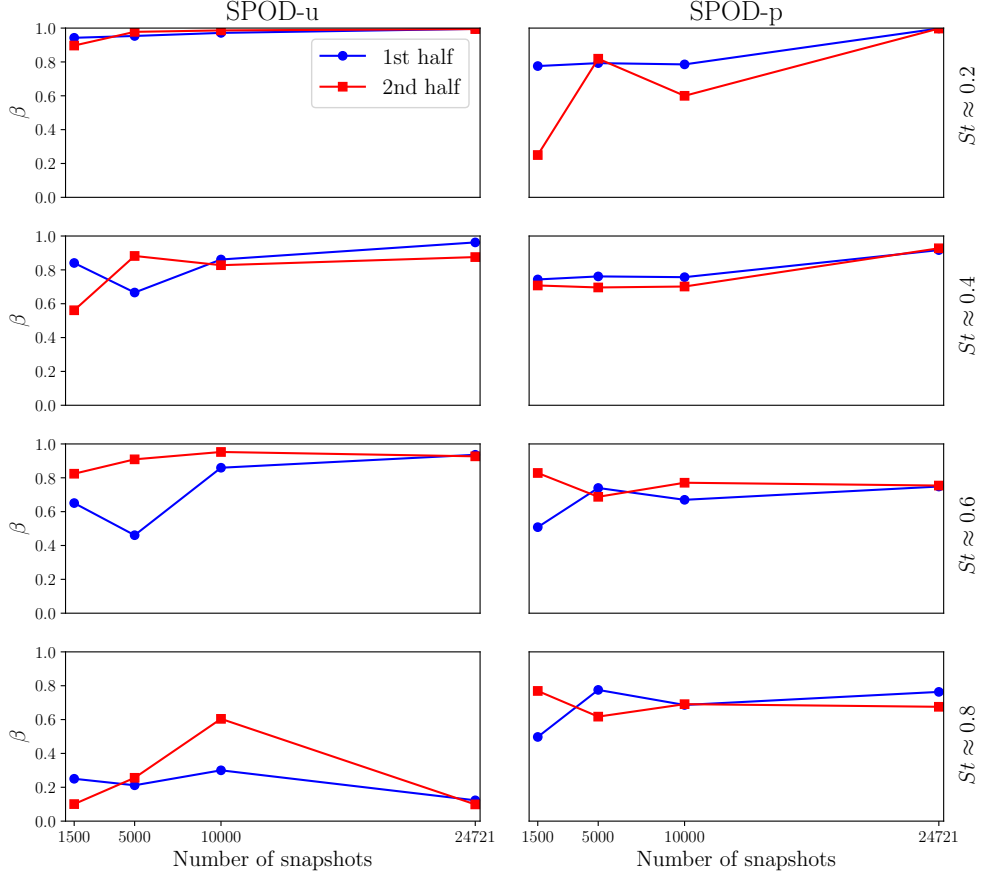 SPOD-u
SPOD-p
1.0
0.8
0.6
0.4
0.2
0.0
β
1st half
2nd half
St ≈ 0.2
1.0
0.8
0.6
0.4
0.2
0.0
β
St ≈ 0.4
1.0
0.8
0.6
0.4
0.2
0.0
β
St ≈ 0.6
1.0
0.8
0.6
0.4
0.2
0.0
β
St ≈ 0.8
1500 5000 10000 24721
1500 5000 10000 24721
Number of snapshots
Number of snapshots